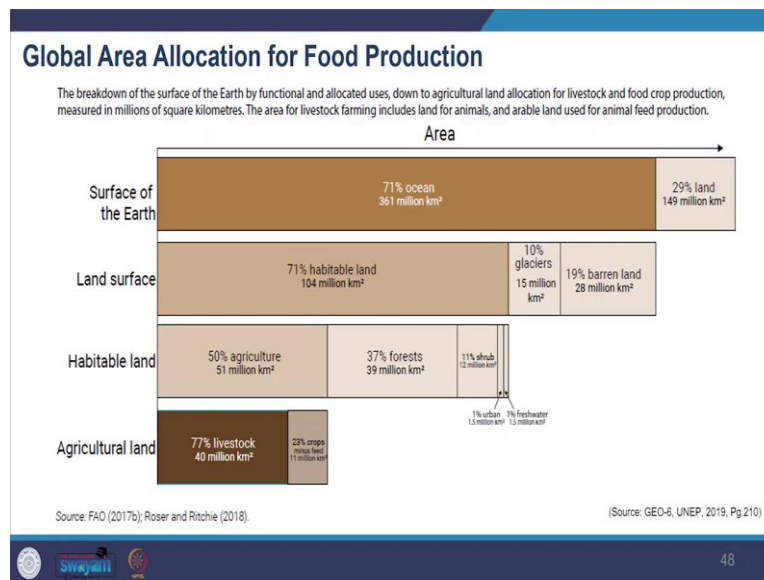 Global Area Allocation for Food Production
The breakdown of the surface of the Earth by functional and allocated uses, down to agricultural land allocation for livestock and food crop production,
measured in millions of square kilometres. The area for livestock farming includes land for animals, and arable land used for animal feed production.
Area
Surface of
the Earth
71% ocean
361 million km²
29% land
149 million km²
Land surface
71% habitable land
104 million km²
10%
glaciers
15 million
km²
19% barren land
28 million km²
Habitable land
50% agriculture
51 million km²
37% forests
39 million km²
11% shrub
12 million km²
1% urban
1.5 million km²
1% freshwater
1.5 million km²
Agricultural land
77% livestock
40 million km²
23% crops
minus feed
11 million km²
Source: FAO (2017b); Roser and Ritchie (2018).
(Source: GEO-6, UNEP, 2019, Pg.210)
swayam
NPTEL
48